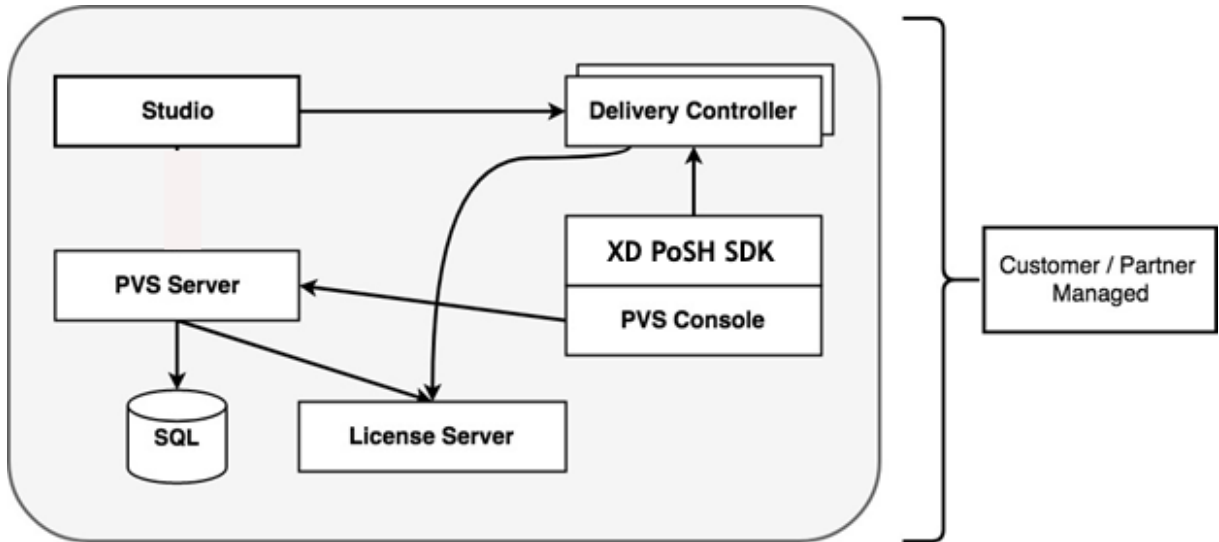 Studio
Delivery Controller
XD PoSH SDK
PVS Server
PVS Console
Customer / Partner
Managed
SQL
License Server